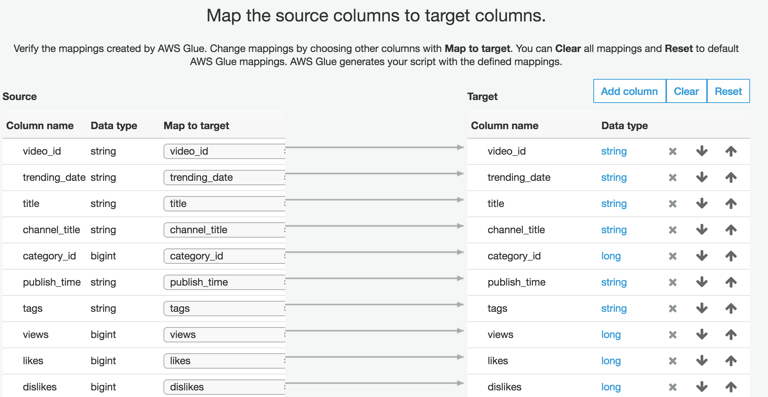 Map the source columns to target columns.
Verify the mappings created by AWS Glue. Change mappings by choosing other columns with Map to target. You can Clear all mappings and Reset to default
AWS Glue mappings. AWS Glue generates your script with the defined mappings.
Source Target Add column Clear Reset
Column name Data type Map to target Column name Data type
video_id string video_id video_id string
trending_date string trending_date trending_date string
title string title title string
channel_title string channel_title channel_title string
category_id bigint category_id category_id long
publish_time string publish_time publish_time string
tags string tags tags string
views bigint views views long
likes bigint likes likes long
dislikes bigint dislikes dislikes long